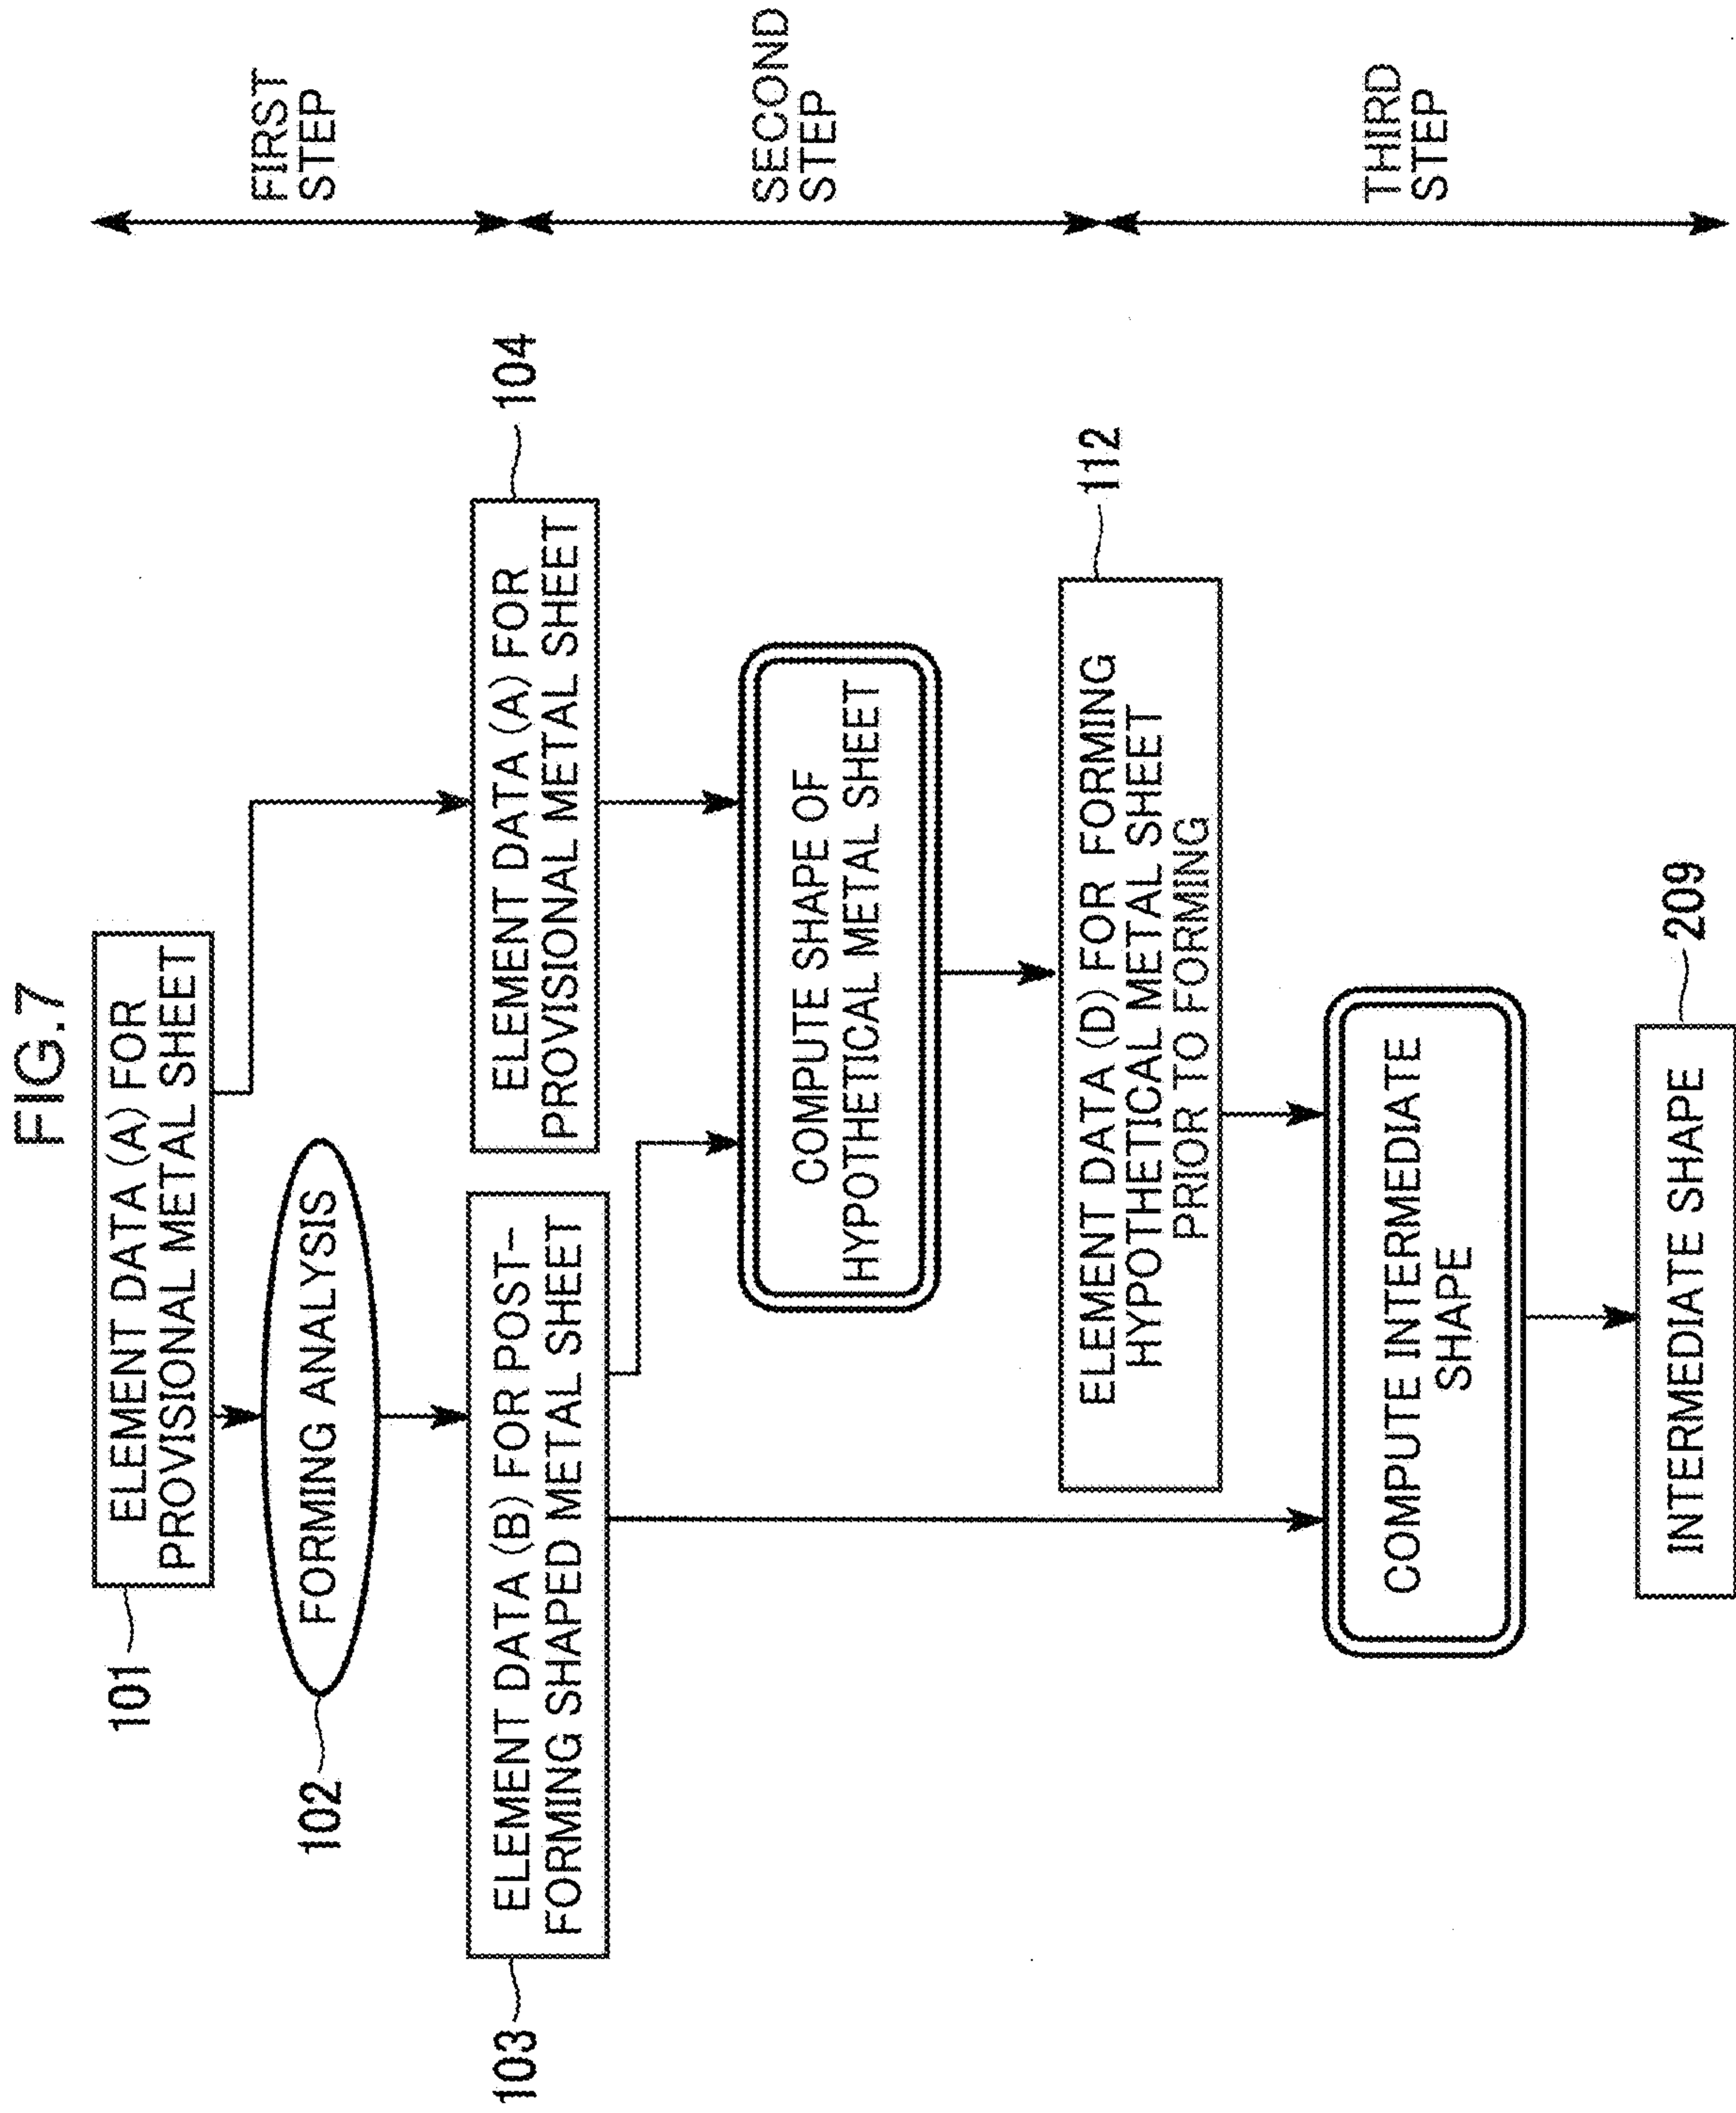 FIG.7
101
ELEMENT DATA (A) FOR
PROVISIONAL METAL SHEET
FIRST
STEP
102
FORMING ANALYSIS
103
ELEMENT DATA (B) FOR POST-
FORMING SHAPED METAL SHEET
ELEMENT DATA (A) FOR
PROVISIONAL METAL SHEET
104
COMPUTE SHAPE OF
HYPOTHETICAL METAL SHEET
SECOND
STEP
ELEMENT DATA (D) FOR FORMING
HYPOTHETICAL METAL SHEET
PRIOR TO FORMING
112
COMPUTE INTERMEDIATE
SHAPE
THIRD
STEP
INTERMEDIATE SHAPE
209